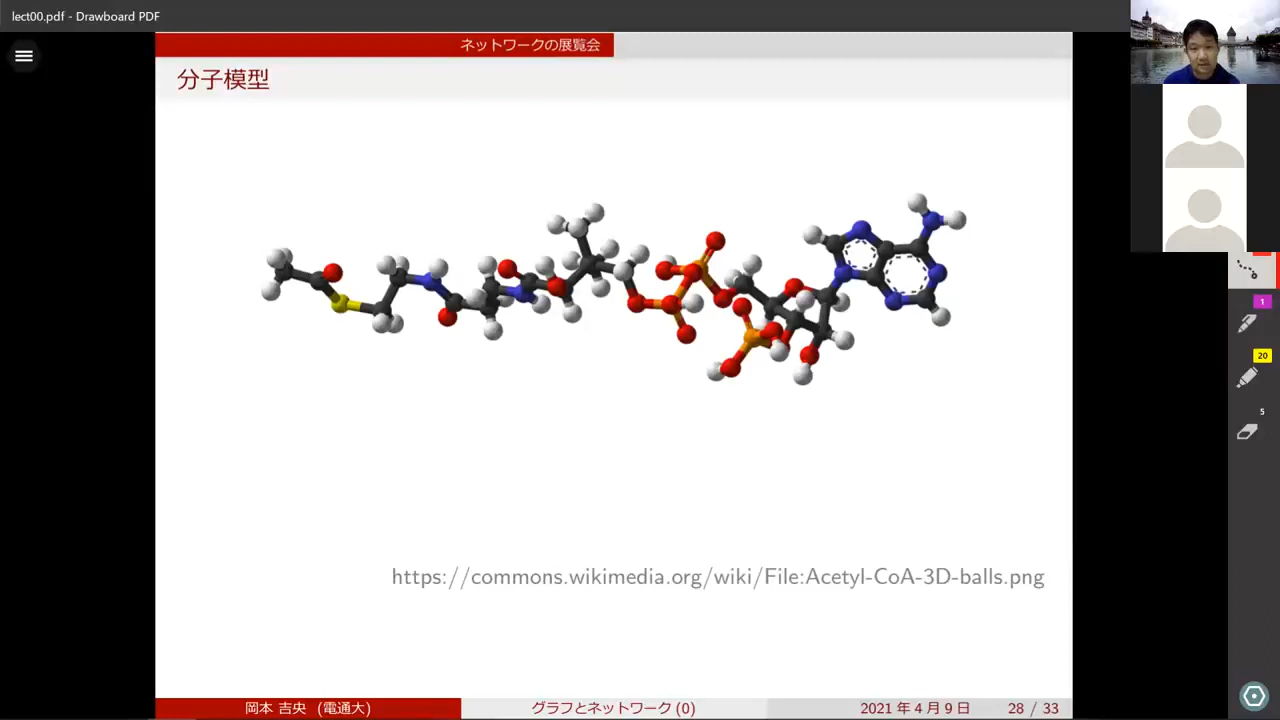 lect00.pdf - Drawboard PDF
ネットワークの展覧会
分子模型
1
20
5
https://commons.wikimedia.org/wiki/File:Acetyl-CoA-3D-balls.png
岡本 吉央 (電通大)
グラフとネットワーク (0)
2021 年 4 月 9 日
28 / 33